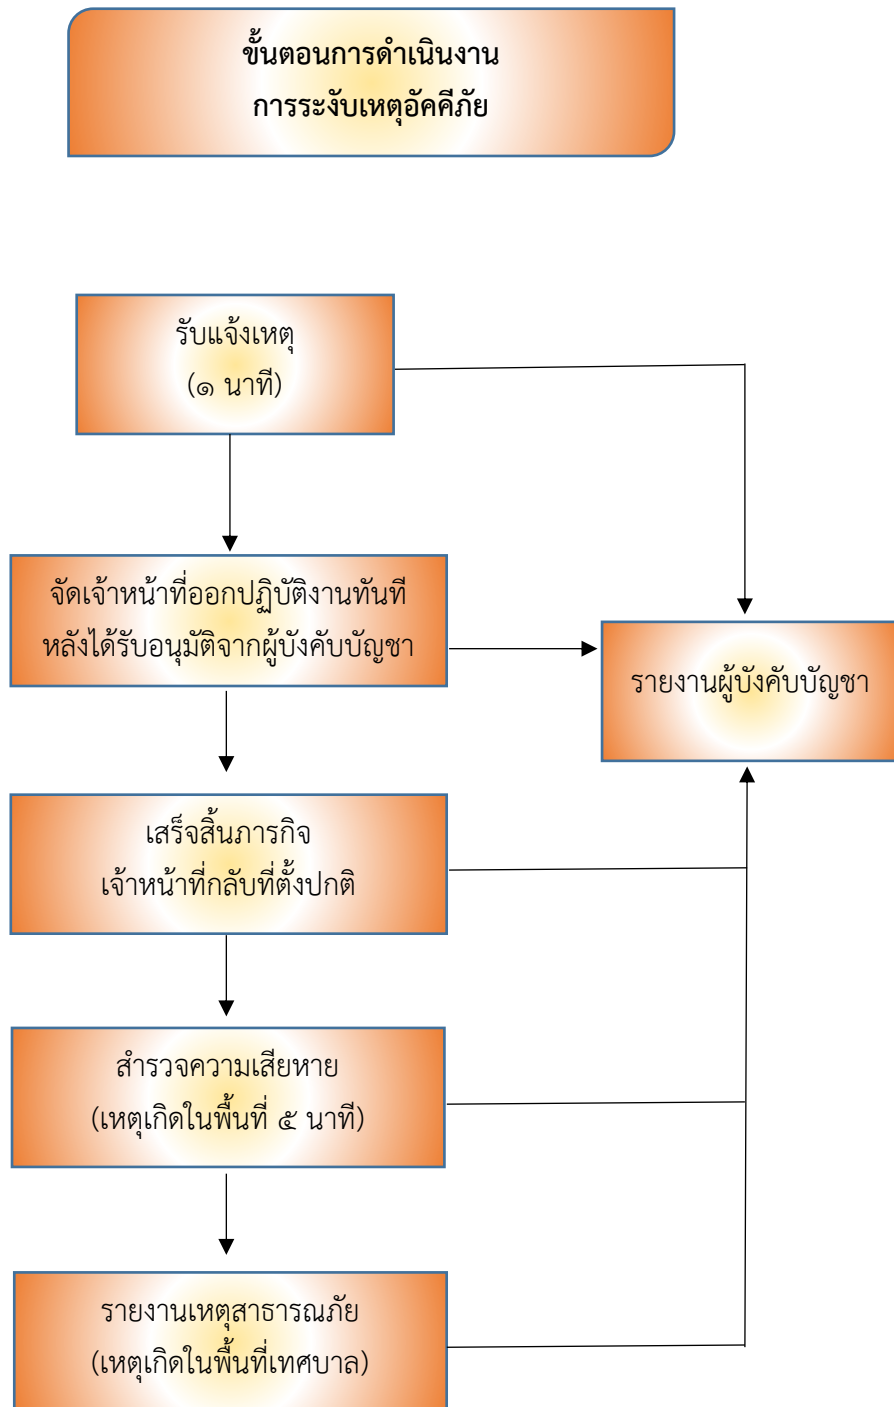 ขั้นตอนการดำเนินงาน
การระงับเหตุอัคคีภัย
รับแจ้งเหตุ
(๑ นาที)
จัดเจ้าหน้าที่ออกปฏิบัติงานทันที
หลังได้รับอนุมัติจากผู้บังคับบัญชา
รายงานผู้บังคับบัญชา
เสร็จสิ้นภารกิจ
เจ้าหน้าที่กลับที่ตั้งปกติ
สำรวจความเสียหาย
(เหตุเกิดในพื้นที่ ๕ นาที)
รายงานเหตุสาธารณภัย
(เหตุเกิดในพื้นที่เทศบาล)